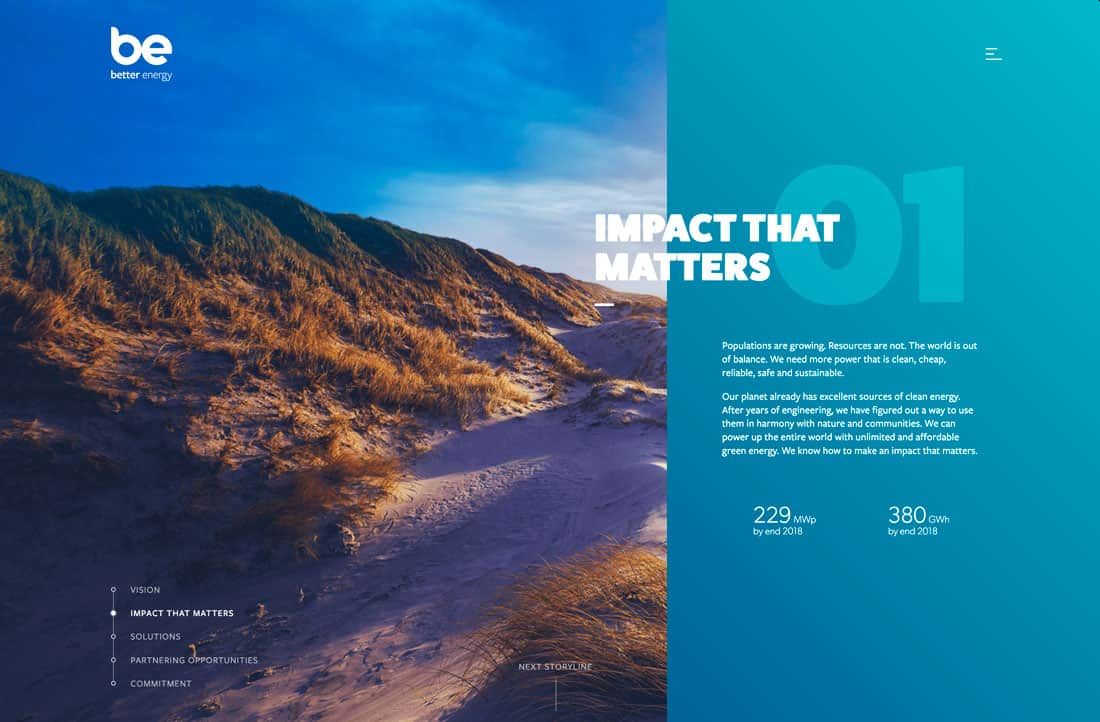 be
better energy
01
IMPACT THAT
MATTERS
Populations are growing. Resources are not. The world is out
of balance. We need more power that is clean, cheap,
reliable, safe and sustainable.
Our planet already has excellent sources of clean energy.
After years of engineering, we have figured out a way to use
them in harmony with nature and communities. We can
power up the entire world with unlimited and affordable
green energy. We know how to make an impact that matters.
229 MWp
by end 2018
380 GWh
by end 2018
VISION
IMPACT THAT MATTERS
SOLUTIONS
PARTNERING OPPORTUNITIES
COMMITMENT
NEXT STORYLINE